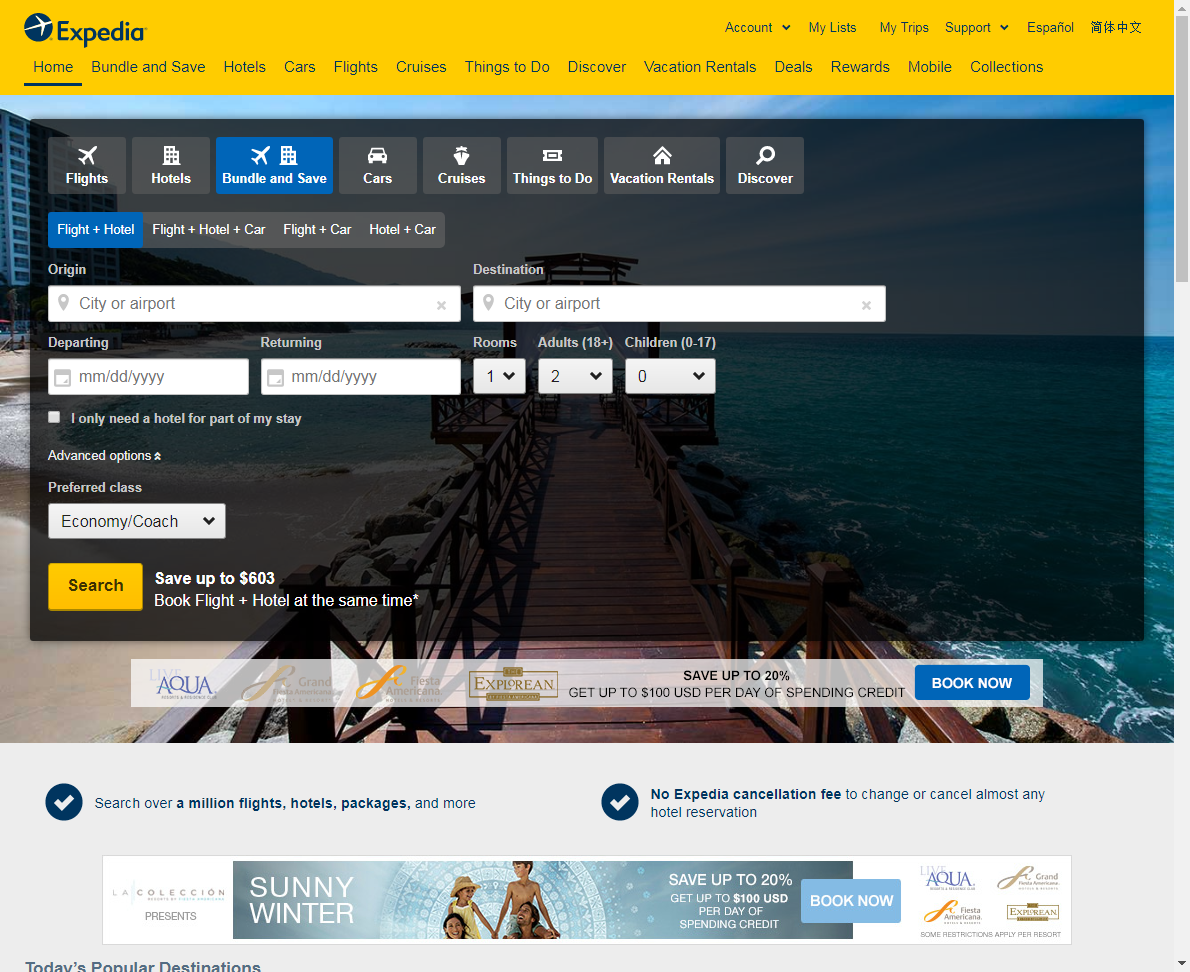 Expedia
Account
My Lists
My Trips
Support
Español
简体中文
Home
Bundle and Save
Hotels
Cars
Flights
Cruises
Things to Do
Discover
Vacation Rentals
Deals
Rewards
Mobile
Collections
Flights
Hotels
Bundle and Save
Cars
Cruises
Things to Do
Vacation Rentals
Discover
Flight + Hotel
Flight + Hotel + Car
Flight + Car
Hotel + Car
Origin
Destination
City or airport
City or airport
Departing
Returning
Rooms
Adults (18+)
Children (0-17)
mm/dd/yyyy
mm/dd/yyyy
1
2
0
I only need a hotel for part of my stay
Advanced options
Preferred class
Economy/Coach
Search
Save up to $603
Book Flight + Hotel at the same time*
LIVE
AQUA
Grand
Fiesta Americana
Fiesta
Americana
EXPLOREAN
SAVE UP TO 20%
GET UP TO $100 USD PER DAY OF SPENDING CREDIT
BOOK NOW
Search over a million flights, hotels, packages, and more
No Expedia cancellation fee to change or cancel almost any
hotel reservation
LA COLECCIÓN
RESORTS BY FIESTA AMERICANA
PRESENTS
SUNNY
WINTER
SAVE UP TO 20%
GET UP TO $100 USD
PER DAY OF
SPENDING CREDIT
BOOK NOW
LIVE
AQUA
Grand
Fiesta Americana
Fiesta
Americana
EXPLOREAN
SOME RESTRICTIONS APPLY PER RESORT
Today's Popular Destinations